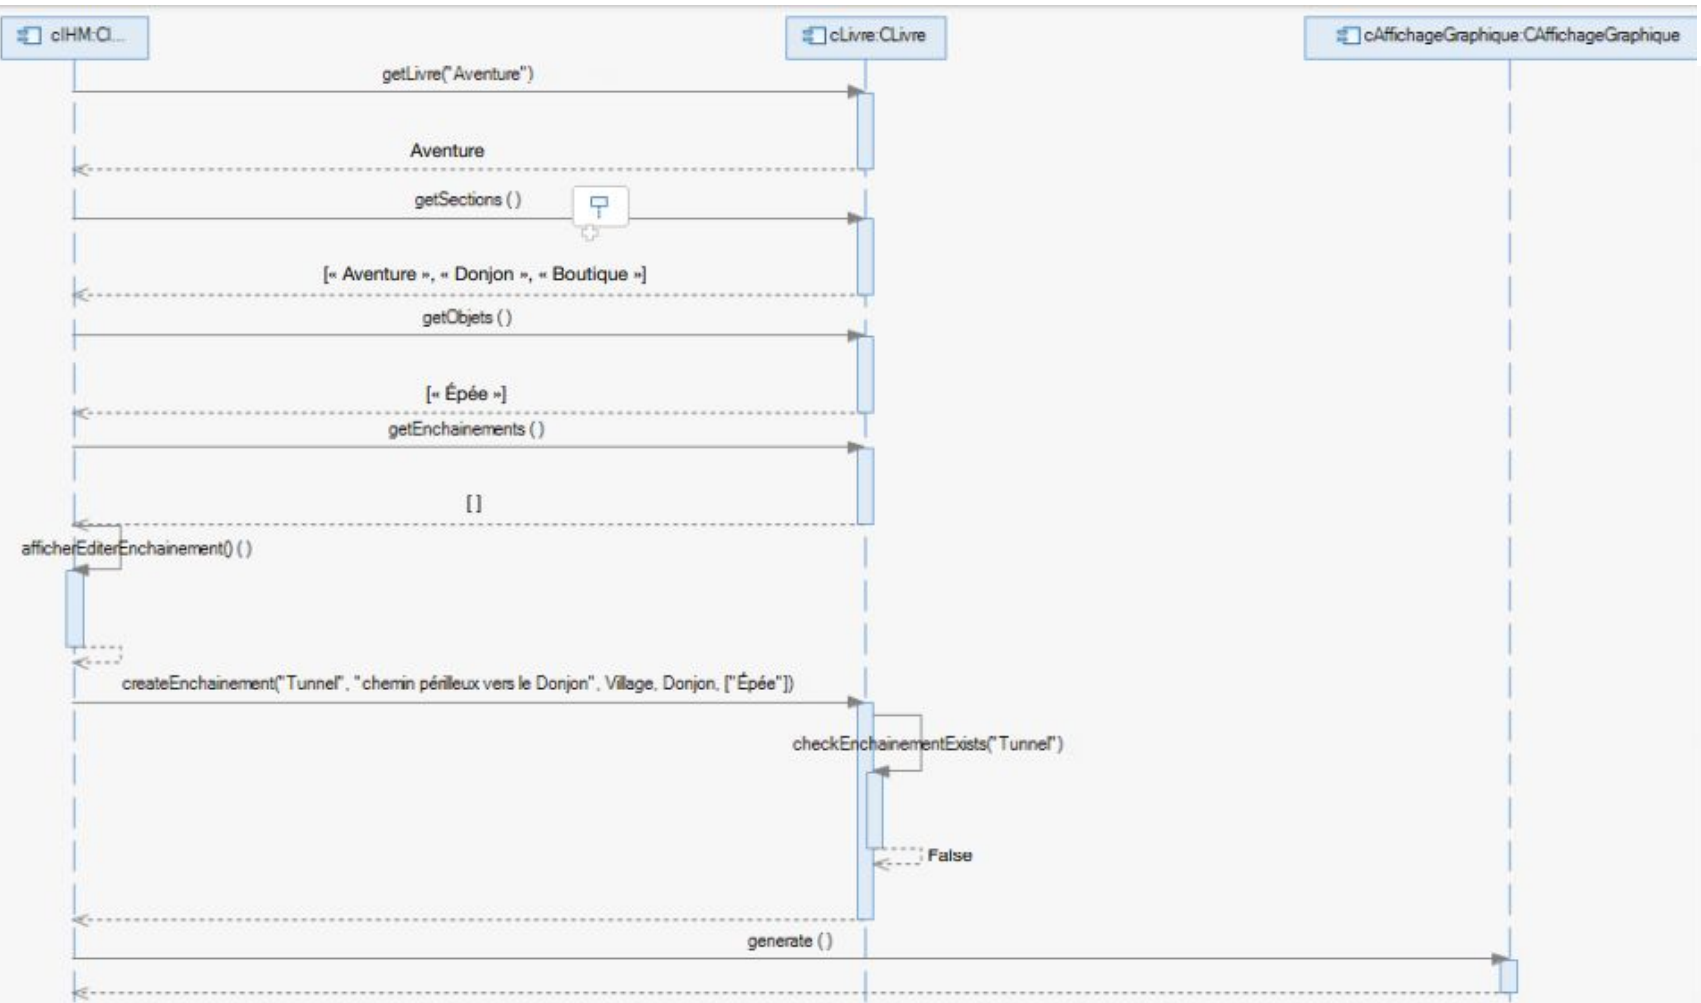 cIHM:CI...
cLivre:CLivre
cAffichageGraphique:CAffichageGraphique
getLivre("Aventure")
Aventure
getSections ( )
[« Aventure », « Donjon », « Boutique »]
getObjets ( )
[« Épée »]
getEnchainements ( )
[ ]
afficherEditerEnchainement() ( )
createEnchainement("Tunnel", "chemin périlleux vers le Donjon", Village, Donjon, ["Épée"])
checkEnchainementExists("Tunnel")
False
generate ( )